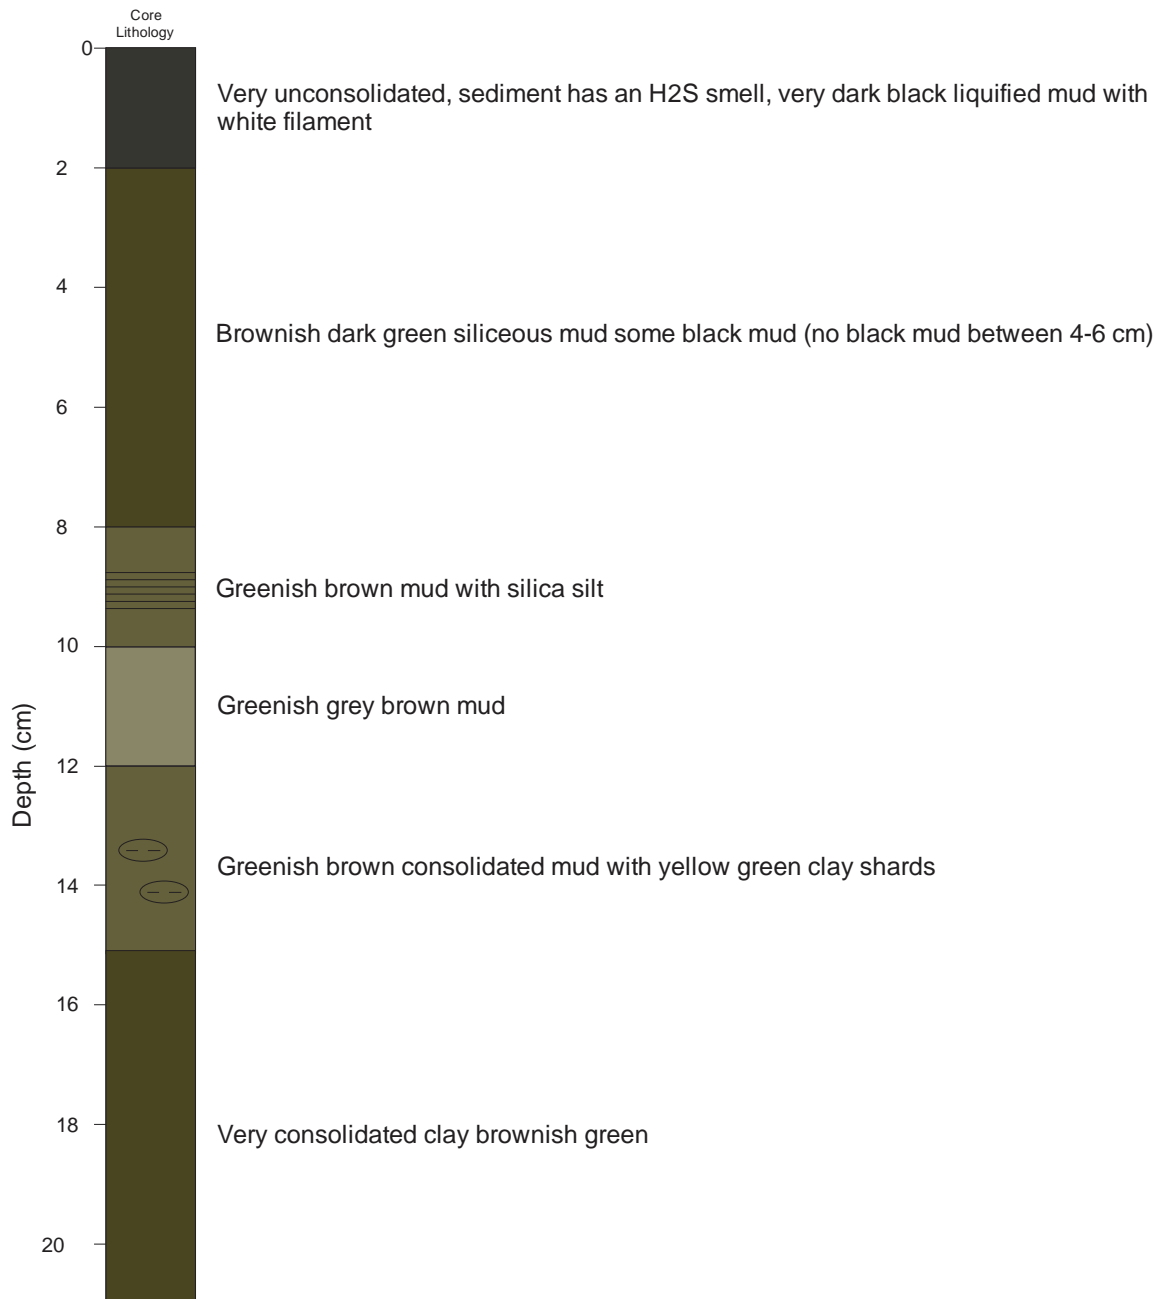 Core
Lithology
0
Very unconsolidated, sediment has an H2S smell, very dark black liquified mud with
white filament
2
4
Brownish dark green siliceous mud some black mud (no black mud between 4-6 cm)
6
8
Greenish brown mud with silica silt
10
Greenish grey brown mud
Depth (cm)
12
Greenish brown consolidated mud with yellow green clay shards
14
16
18
Very consolidated clay brownish green
20